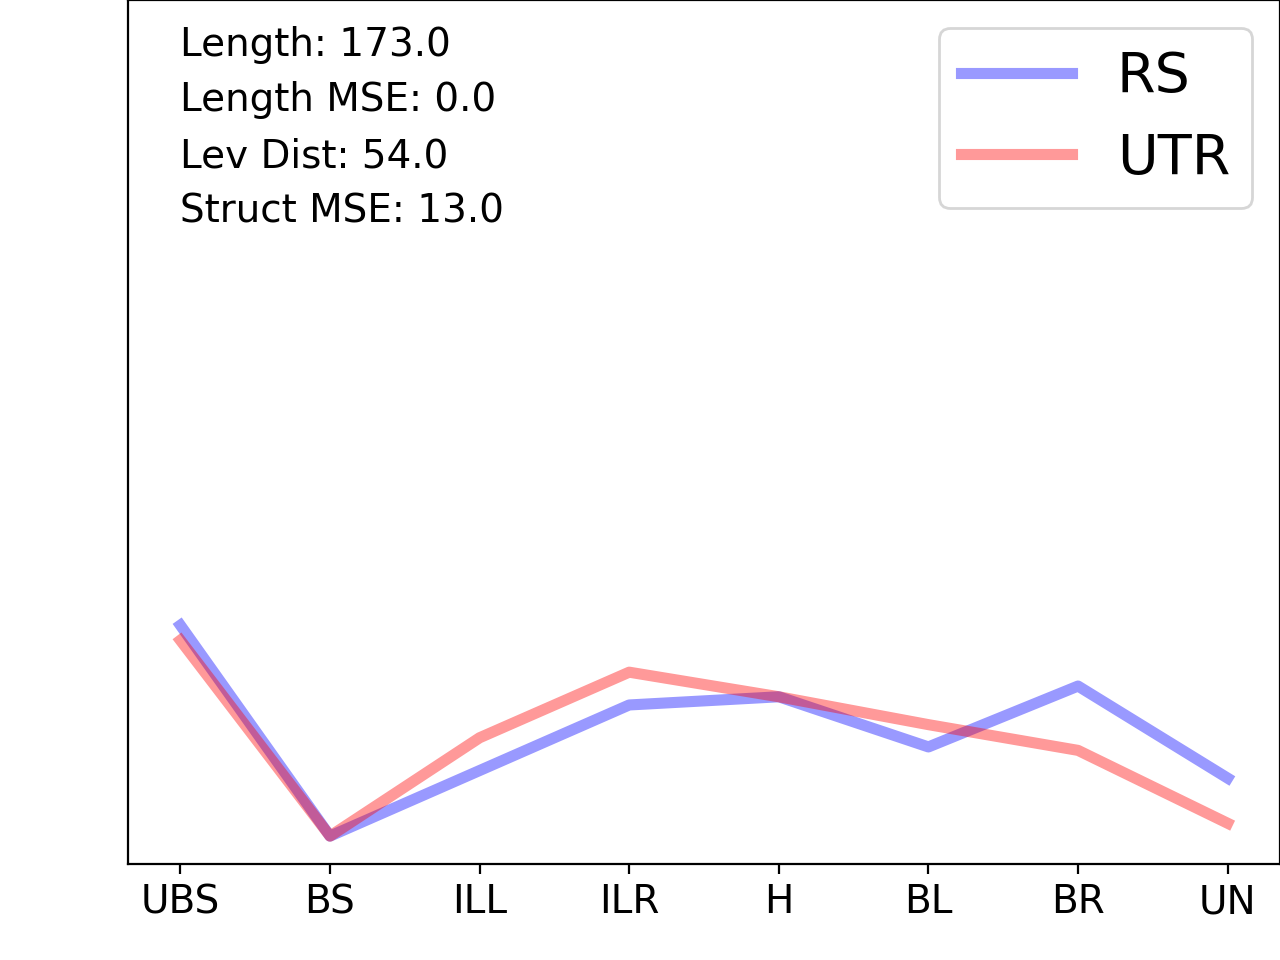 Length: 173.0
Length MSE: 0.0
Lev Dist: 54.0
Struct MSE: 13.0
RS
UTR
UBS BS ILL ILR H BL BR UN